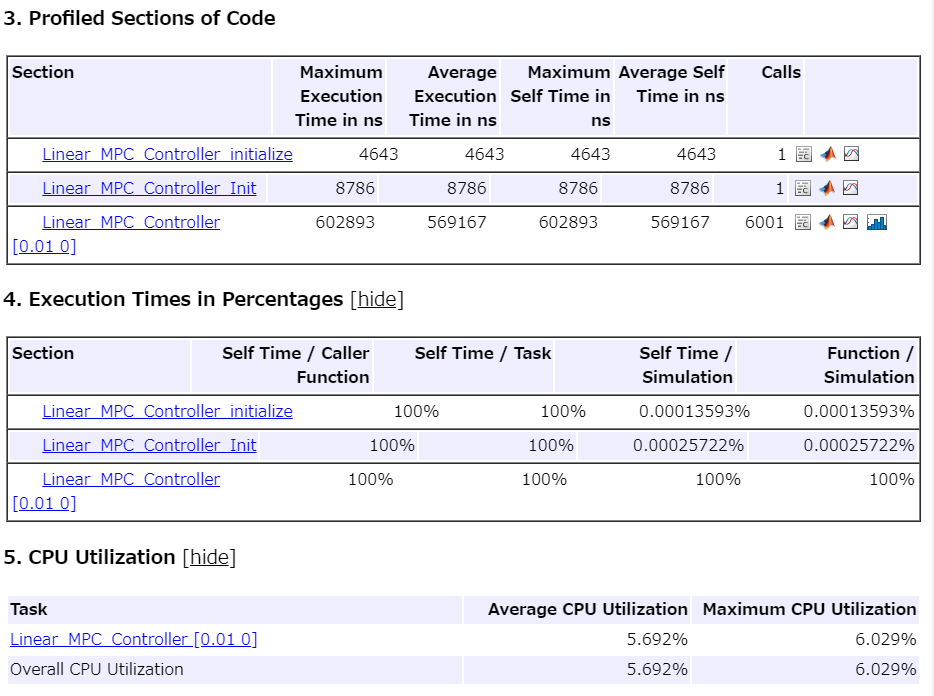 3. Profiled Sections of Code
Section Maximum Execution Time in ns Average Execution Time in ns Maximum Self Time in ns Average Self Time in ns Calls
Linear_MPC_Controller_initialize 4643 4643 4643 4643 1
Linear_MPC_Controller_Init 8786 8786 8786 8786 1
Linear_MPC_Controller [0.01 0] 602893 569167 602893 569167 6001
4. Execution Times in Percentages [hide]
Section Self Time / Caller Function Self Time / Task Self Time / Simulation Function / Simulation
Linear_MPC_Controller_initialize 100% 100% 0.00013593% 0.00013593%
Linear_MPC_Controller_Init 100% 100% 0.00025722% 0.00025722%
Linear_MPC_Controller [0.01 0] 100% 100% 100% 100%
5. CPU Utilization [hide]
Task Average CPU Utilization Maximum CPU Utilization
Linear_MPC_Controller [0.01 0] 5.692% 6.029%
Overall CPU Utilization 5.692% 6.029%